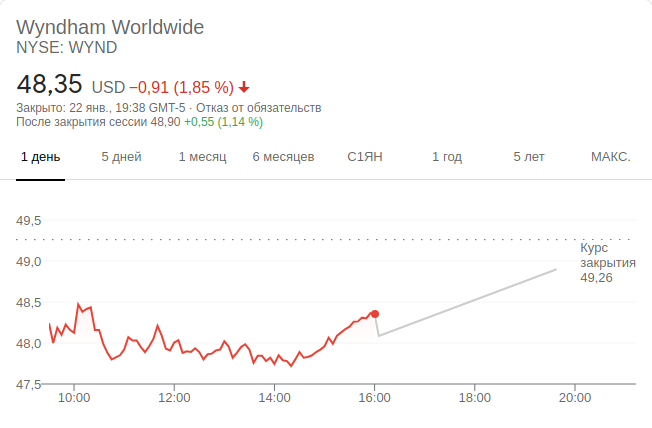 Wyndham Worldwide
NYSE: WYND
48,35 USD −0,91 (1,85 %)
Закрыто: 22 янв., 19:38 GMT-5 · Отказ от обязательств
После закрытия сессии 48,90 +0,55 (1,14 %)
1 день 5 дней 1 месяц 6 месяцев С1ЯН 1 год 5 лет МАКС.
49,5
Курс
закрытия
49,26
49,0
48,5
48,0
47,5
10:00 12:00 14:00 16:00 18:00 20:00